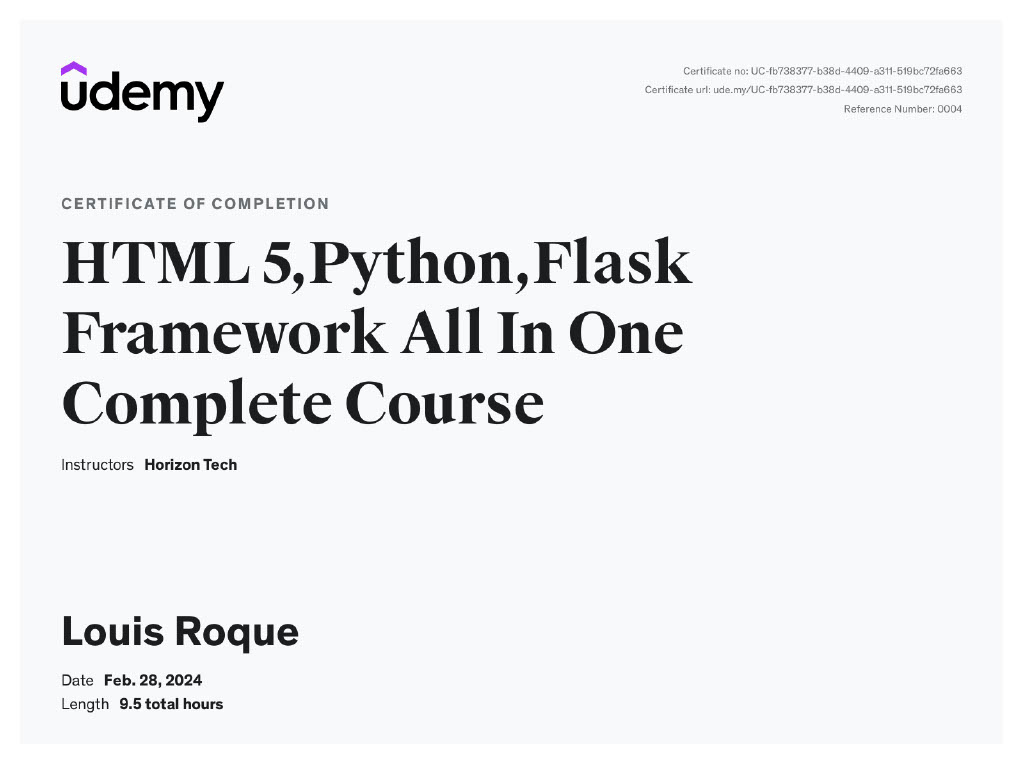 udemy
Certificate no: UC-fb738377-b38d-4409-a311-519bc72fa663
Certificate url: ude.my/UC-fb738377-b38d-4409-a311-519bc72fa663
Reference Number: 0004
CERTIFICATE OF COMPLETION
HTML 5,Python,Flask
Framework All In One
Complete Course
Instructors Horizon Tech
Louis Roque
Date Feb. 28, 2024
Length 9.5 total hours